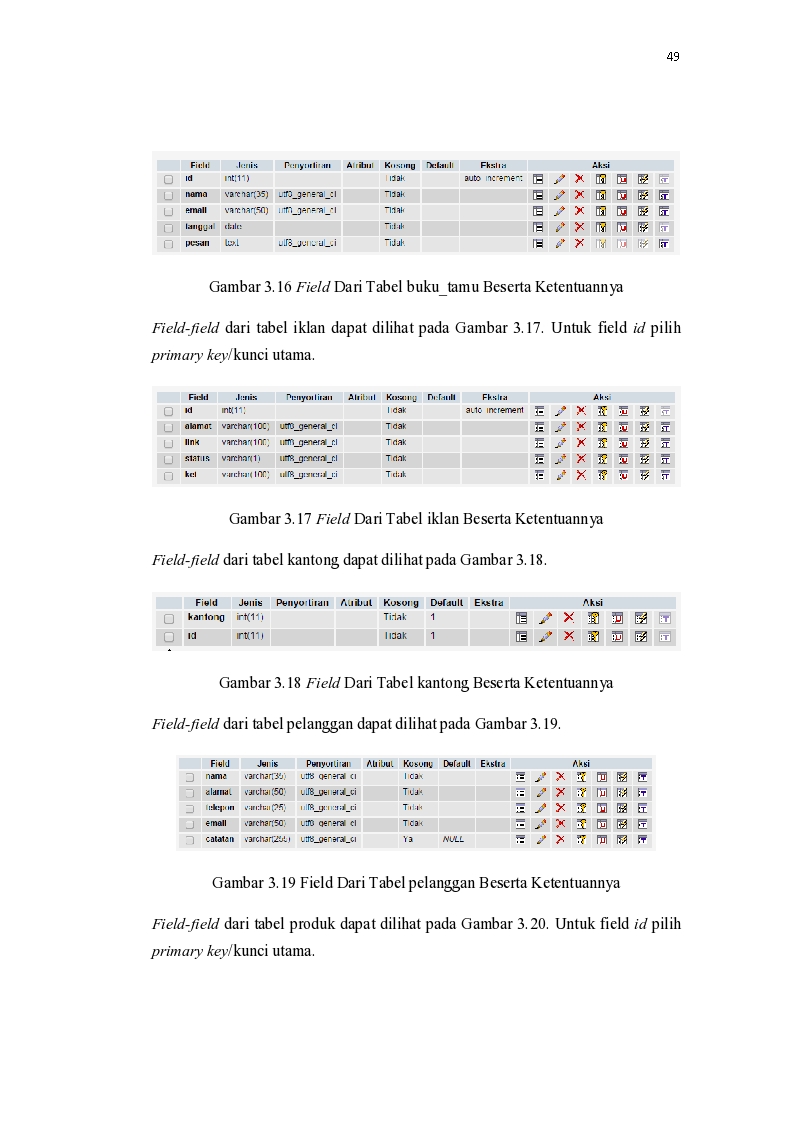 49
Field Jenis Penyortiran Atribut Kosong Default Ekstra Aksi
id int(11) Tidak auto_increment
nama varchar(35) utf8_general_ci Tidak
email varchar(50) utf8_general_ci Tidak
tanggal date Tidak
pesan text utf8_general_ci Tidak
Gambar 3.16 Field Dari Tabel buku_tamu Beserta Ketentuannya
Field-field dari tabel iklan dapat dilihat pada Gambar 3.17. Untuk field id pilih
primary key/kunci utama.
Field Jenis Penyortiran Atribut Kosong Default Ekstra Aksi
id int(11) Tidak auto_increment
alamat varchar(100) utf8_general_ci Tidak
link varchar(100) utf8_general_ci Tidak
status varchar(1) utf8_general_ci Tidak
ket varchar(100) utf8_general_ci Tidak
Gambar 3.17 Field Dari Tabel iklan Beserta Ketentuannya
Field-field dari tabel kantong dapat dilihat pada Gambar 3.18.
Field Jenis Penyortiran Atribut Kosong Default Ekstra Aksi
kantong int(11) Tidak 1
id int(11) Tidak 1
Gambar 3.18 Field Dari Tabel kantong Beserta Ketentuannya
Field-field dari tabel pelanggan dapat dilihat pada Gambar 3.19.
Field Jenis Penyortiran Atribut Kosong Default Ekstra Aksi
nama varchar(35) utf8_general_ci Tidak
alamat varchar(50) utf8_general_ci Tidak
telepon varchar(25) utf8_general_ci Tidak
email varchar(50) utf8_general_ci Tidak
catatan varchar(255) utf8_general_ci Ya NULL
Gambar 3.19 Field Dari Tabel pelanggan Beserta Ketentuannya
Field-field dari tabel produk dapat dilihat pada Gambar 3.20. Untuk field id pilih
primary key/kunci utama.